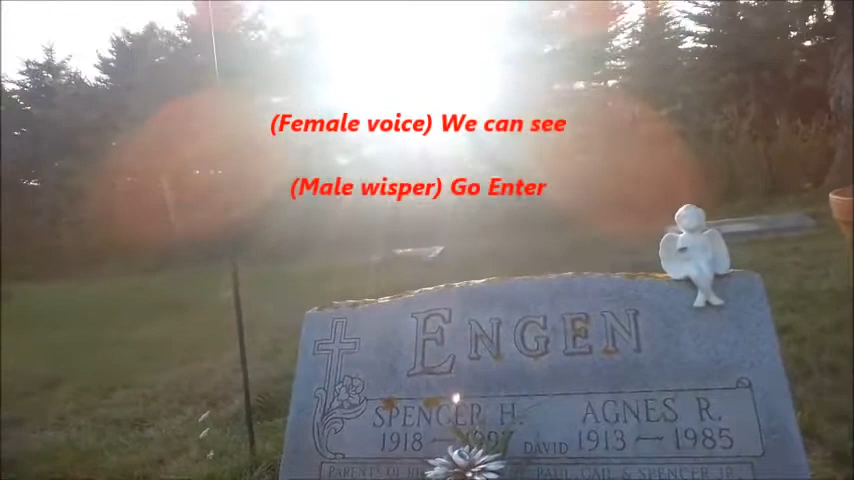 (Female voice) We can see
(Male wisper) Go Enter
ENGEN
SPENCER H. AGNES R.
1918 – 1913 – 1985
DAVID
PARENTS OF PAUL, GAIL & SPENCER JR